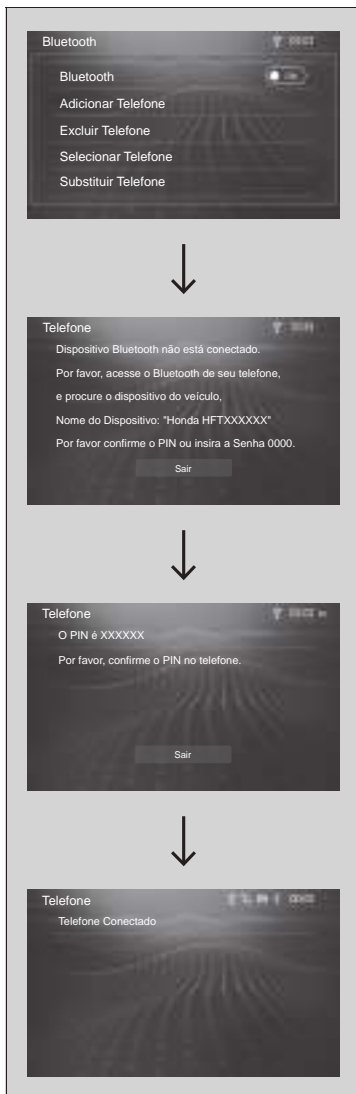 Bluetooth
Bluetooth
Adicionar Telefone
Excluir Telefone
Selecionar Telefone
Substituir Telefone
Telefone
Dispositivo Bluetooth não está conectado.
Por favor, acesse o Bluetooth de seu telefone,
e procure o dispositivo do veículo,
Nome do Dispositivo: "Honda HFTXXXXXX"
Por favor confirme o PIN ou insira a Senha 0000.
Sair
Telefone
O PIN é XXXXXX
Por favor, confirme o PIN no telefone.
Sair
Telefone
Telefone Conectado